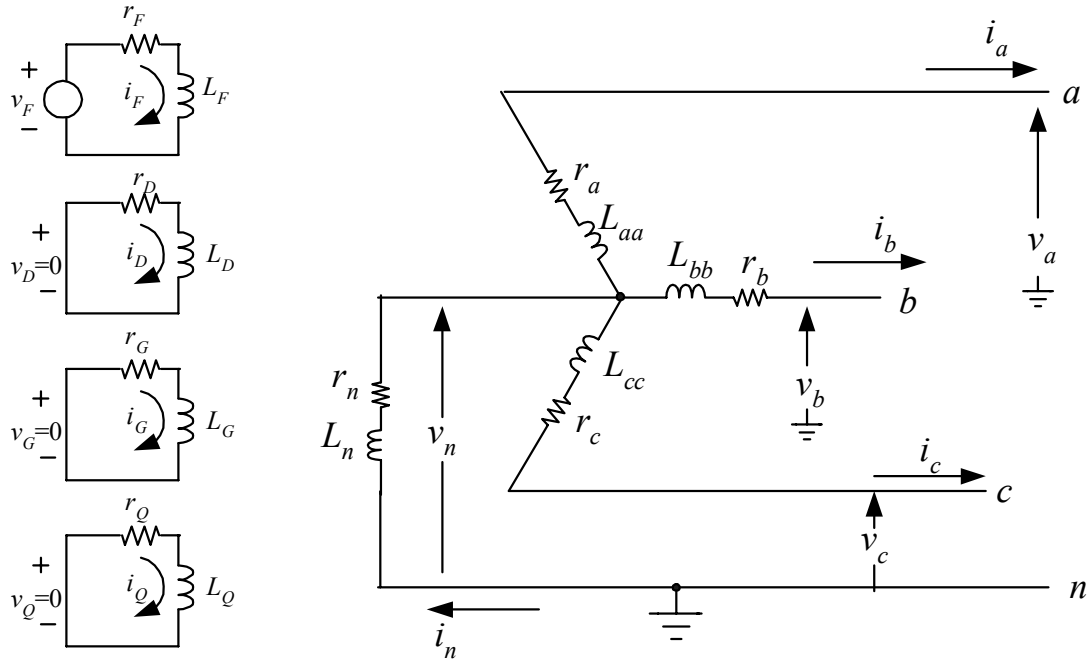 r_F
+
v_F
−
i_F
L_F
r_D
+
v_D=0
−
i_D
L_D
r_G
+
v_G=0
−
i_G
L_G
r_Q
+
v_Q=0
−
i_Q
L_Q
i_a
a
r_a
L_aa
v_a
L_bb
r_b
i_b
b
v_b
L_cc
r_c
r_n
L_n
v_n
i_c
c
v_c
n
i_n